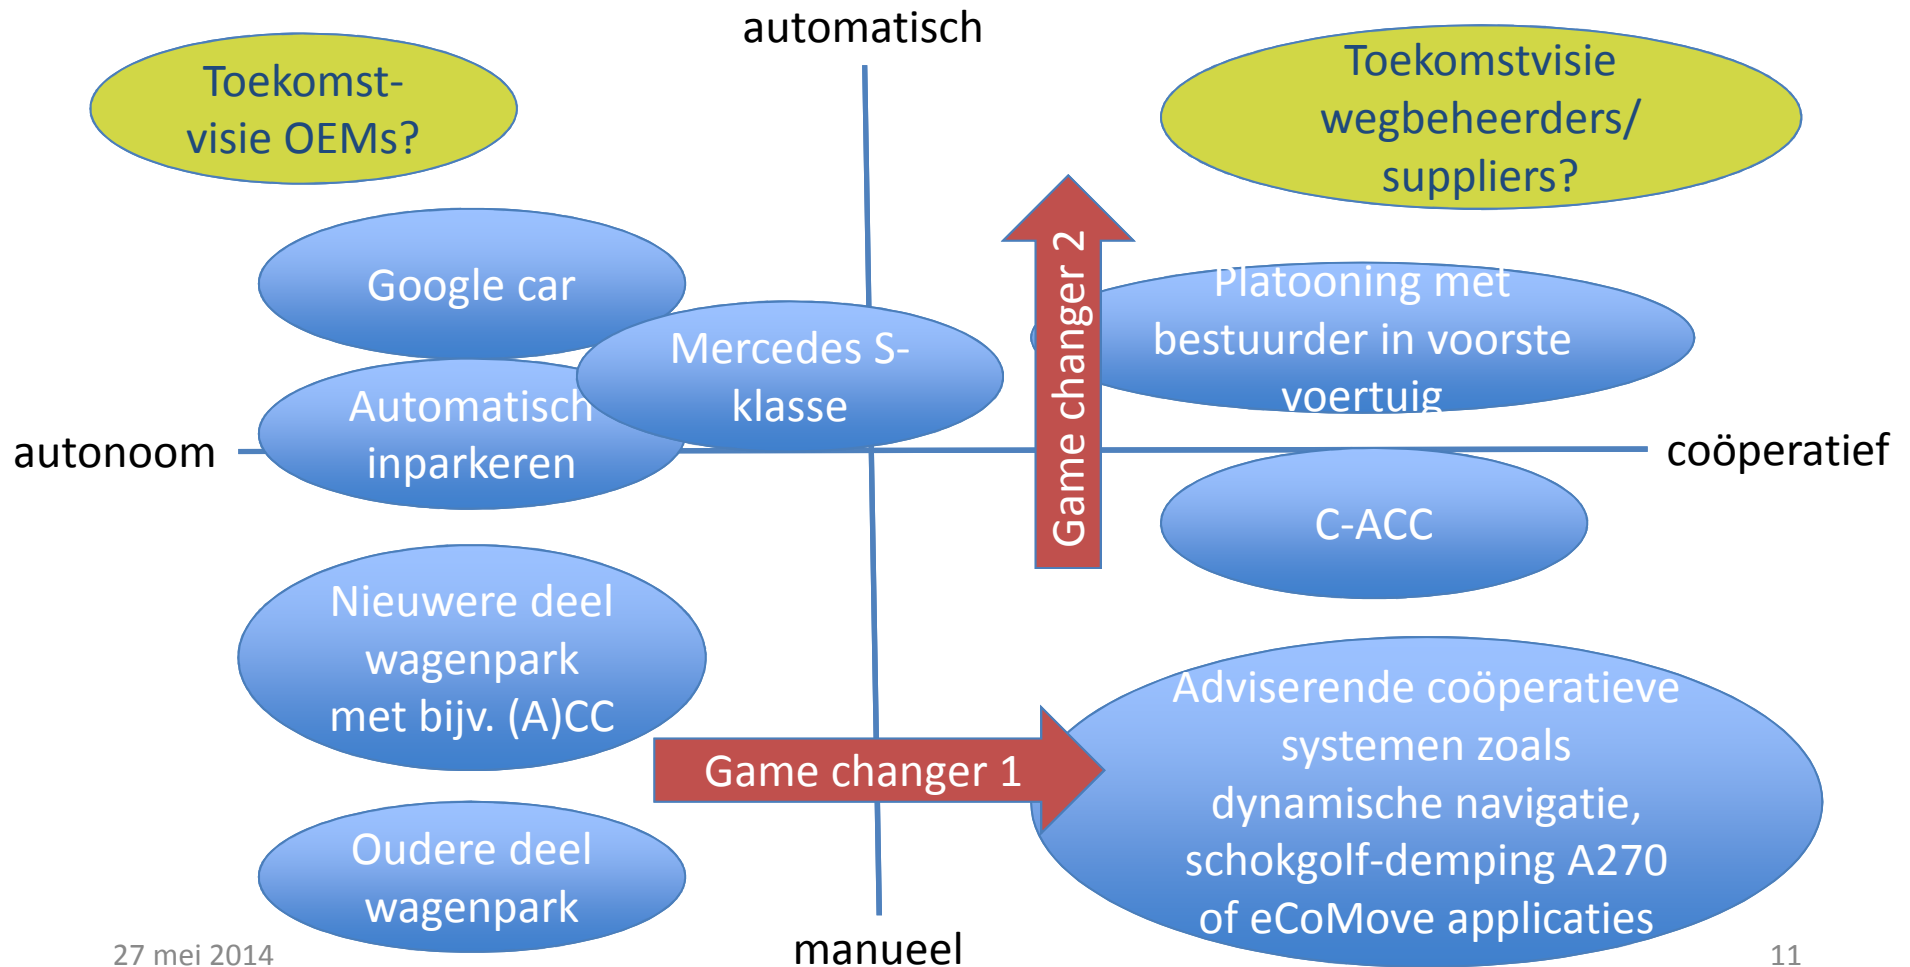 automatisch
Toekomst-
visie OEMs?
Toekomstvisie
wegbeheerders/
suppliers?
Google car
Mercedes S-
klasse
Game changer 2
Platooning met
bestuurder in voorste
voertuig
Automatisch
inparkeren
autonoom
coöperatief
C-ACC
Nieuwere deel
wagenpark
met bijv. (A)CC
Game changer 1
Adviserende coöperatieve
systemen zoals
dynamische navigatie,
schokgolf-demping A270
of eCoMove applicaties
Oudere deel
wagenpark
manueel
27 mei 2014
11